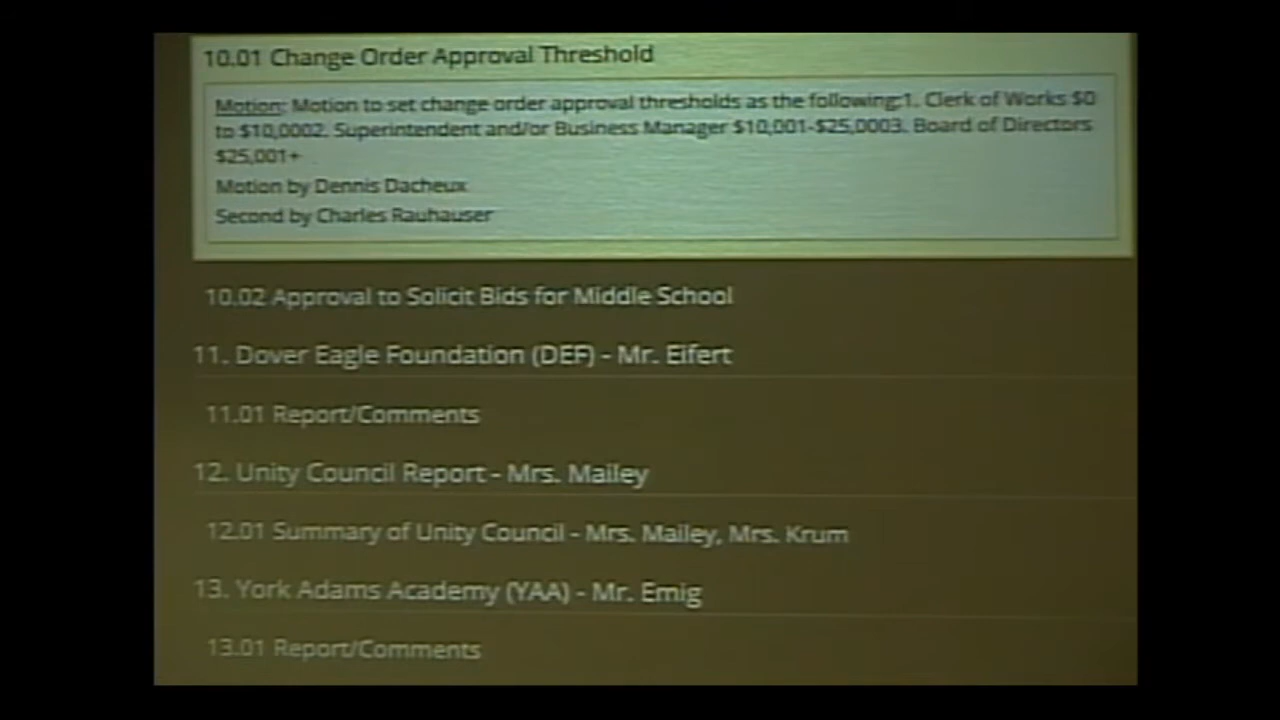 10.01 Change Order Approval Threshold
Motion: Motion to set change order approval thresholds as the following:1. Clerk of Works $0
to $10,0002. Superintendent and/or Business Manager $10,001-$25,0003. Board of Directors
$25,001+
Motion by Dennis Dacheux
Second by Charles Rauhauser
10.02 Approval to Solicit Bids for Middle School
11. Dover Eagle Foundation (DEF) - Mr. Eifert
11.01 Report/Comments
12. Unity Council Report - Mrs. Mailey
12.01 Summary of Unity Council - Mrs. Mailey, Mrs. Krum
13. York Adams Academy (YAA) - Mr. Emig
13.01 Report/Comments